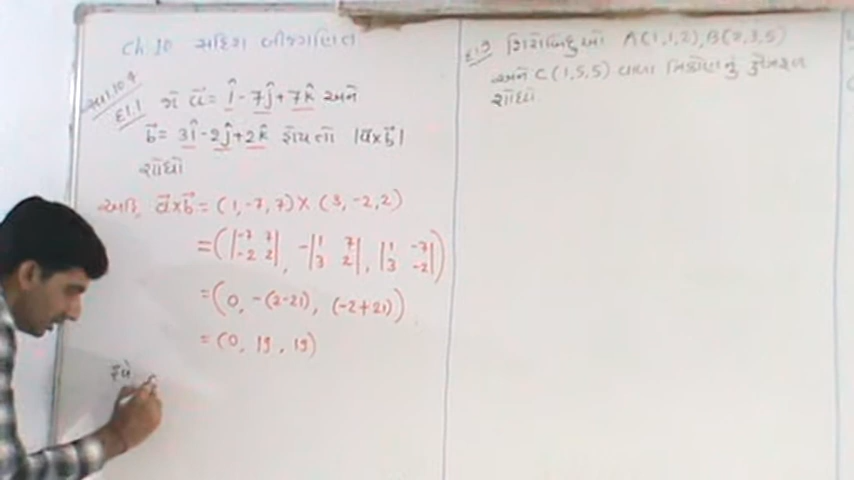 Ch. 10 સદિશ બીજગણિત
સ્વા. 10.4
દા.1 જો a⃗ = î - 7ĵ + 7k̂ અને
b⃗ = 3î - 2ĵ + 2k̂ હોય તો |a⃗ x b⃗|
શોધો
અહિં, a⃗ x b⃗ = (1, -7, 7) x (3, -2, 2)
= (|-7 7; -2 2|, -|1 7; 3 2|, |1 -7; 3 -2|)
= (0, -(2-21), (-2+21))
= (0, 19, 19)
હવે
દા.9 શિરોબિંદુઓ A(1,1,2), B(2,3,5)
અને C(1,5,5) વાળા ત્રિકોણનું ક્ષેત્રફળ
શોધો